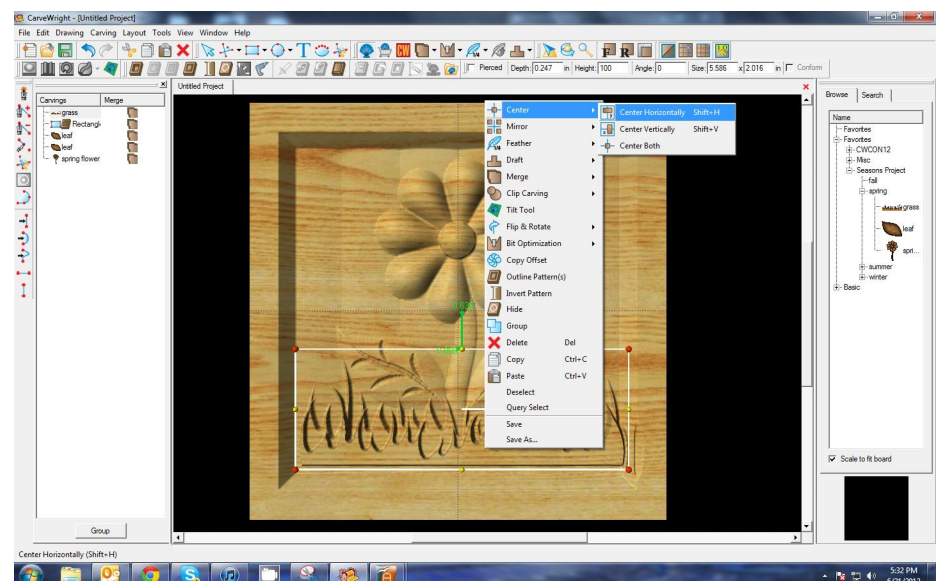 CarveWright - [Untitled Project]
File Edit Drawing Carving Layout Tools View Window Help
Pierced Depth: 0.247 in Height: 100 Angle: 0 Size: 5.586 x 2.016 in Conform
Untitled Project
Carvings Merge
grass
Rectangl
leaf
leaf
spring flower
Group
Center
Mirror
Feather
Draft
Merge
Clip Carving
Tilt Tool
Flip & Rotate
Bit Optimization
Copy Offset
Outline Pattern(s)
Invert Pattern
Hide
Group
Delete Del
Copy Ctrl+C
Paste Ctrl+V
Deselect
Query Select
Save
Save As...
Center Horizontally Shift+H
Center Vertically Shift+V
Center Both
Browse Search
Name
Favorites
Favorites
CWCON12
Misc
Seasons Project
fall
spring
grass
leaf
spri...
summer
winter
Basic
Scale to fit board
Center Horizontally (Shift+H)
5:32 PM
6/21/2012